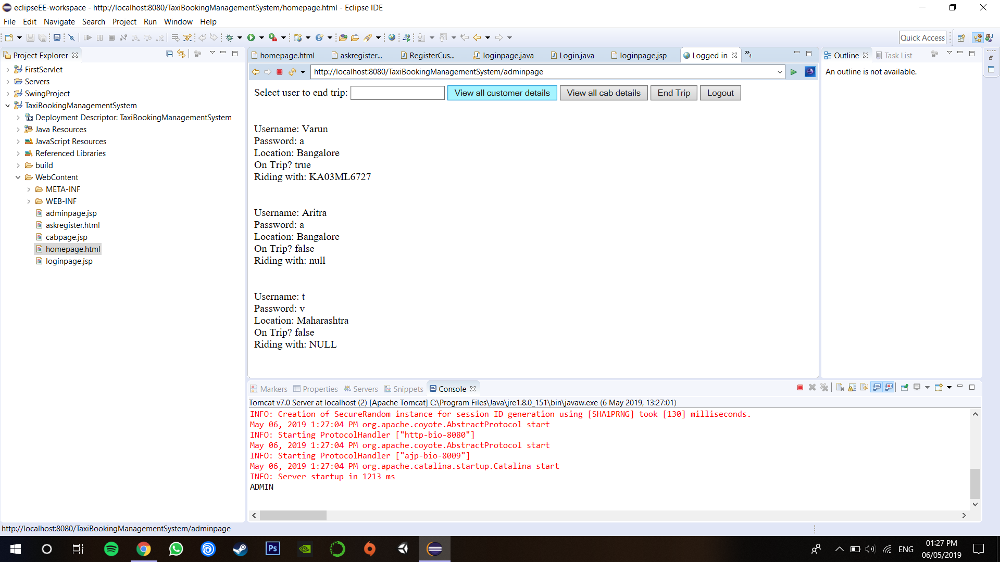 eclipseEE-workspace - http://localhost:8080/TaxiBookingManagementSystem/homepage.html - Eclipse IDE
File Edit Navigate Search Project Run Window Help
Quick Access
Project Explorer
FirstServlet
Servers
SwingProject
TaxiBookingManagementSystem
Deployment Descriptor: TaxiBookingManagementSystem
Java Resources
JavaScript Resources
Referenced Libraries
build
WebContent
META-INF
WEB-INF
adminpage.jsp
askregister.html
cabpage.jsp
homepage.html
loginpage.jsp
homepage.html askregister... RegisterCus... loginpage.java Login.java loginpage.jsp Logged in »4
http://localhost:8080/TaxiBookingManagementSystem/adminpage
Select user to end trip: View all customer details View all cab details End Trip Logout
Username: Varun
Password: a
Location: Bangalore
On Trip? true
Riding with: KA03ML6727
Username: Aritra
Password: a
Location: Bangalore
On Trip? false
Riding with: null
Username: t
Password: v
Location: Maharashtra
On Trip? false
Riding with: NULL
Outline Task List
An outline is not available.
Markers Properties Servers Snippets Console
Tomcat v7.0 Server at localhost (2) [Apache Tomcat] C:\Program Files\Java\jre1.8.0_151\bin\javaw.exe (6 May 2019, 13:27:01)
INFO: Creation of SecureRandom instance for session ID generation using [SHA1PRNG] took [130] milliseconds.
May 06, 2019 1:27:04 PM org.apache.coyote.AbstractProtocol start
INFO: Starting ProtocolHandler ["http-bio-8080"]
May 06, 2019 1:27:04 PM org.apache.coyote.AbstractProtocol start
INFO: Starting ProtocolHandler ["ajp-bio-8009"]
May 06, 2019 1:27:04 PM org.apache.catalina.startup.Catalina start
INFO: Server startup in 1213 ms
ADMIN
http://localhost:8080/TaxiBookingManagementSystem/adminpage
Ps
ENG
01:27 PM
06/05/2019